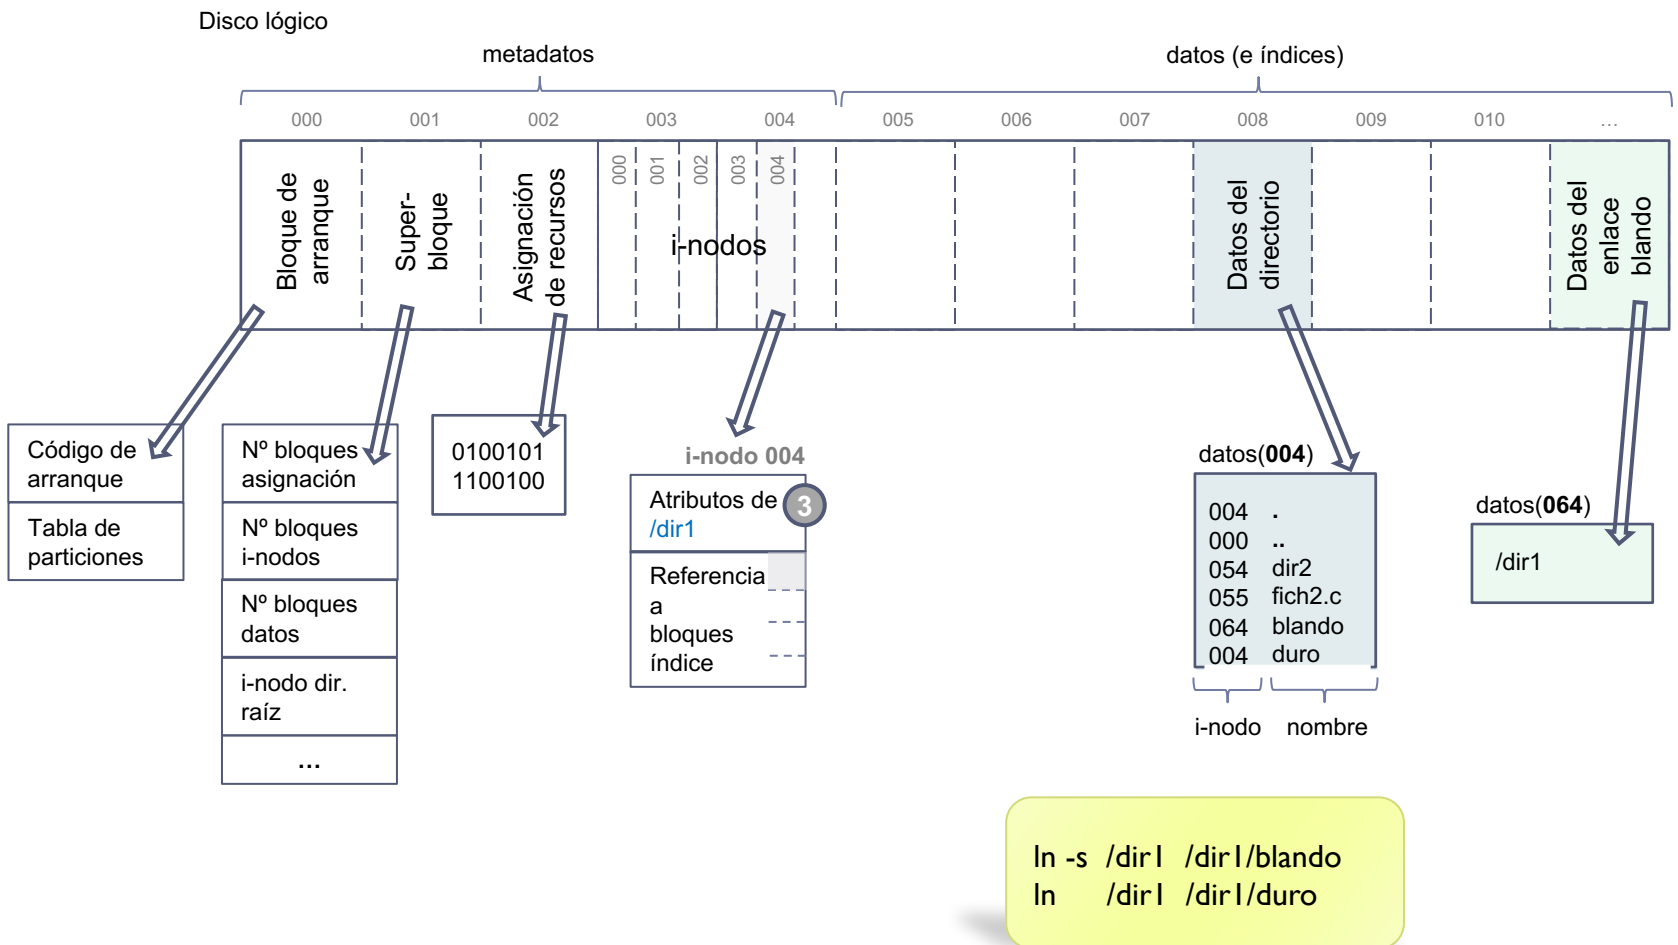 Disco lógico
metadatos
datos (e índices)
000 001 002 003 004 005 006 007 008 009 010 ...
Bloque de
arranque
Super-
bloque
Asignación
de recursos
000
001
002
003
004
i-nodos
Datos del
directorio
Datos del
enlace
blando
Código de
arranque
Tabla de
particiones
Nº bloques
asignación
Nº bloques
i-nodos
Nº bloques
datos
i-nodo dir.
raíz
...
0100101
1100100
i-nodo 004
Atributos de
/dir1
3
Referencia
a
bloques
índice
datos(004)
004 .
000 ..
054 dir2
055 fich2.c
064 blando
004 duro
i-nodo nombre
datos(064)
/dir1
ln -s /dir1 /dir1/blando
ln /dir1 /dir1/duro